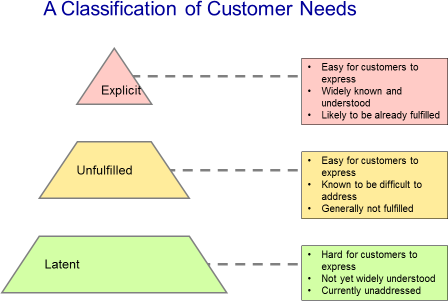 A Classification of Customer Needs
Explicit
• Easy for customers to
express
• Widely known and
understood
• Likely to be already fulfilled
Unfulfilled
• Easy for customers to
express
• Known to be difficult to
address
• Generally not fulfilled
Latent
• Hard for customers to
express
• Not yet widely understood
• Currently unaddressed